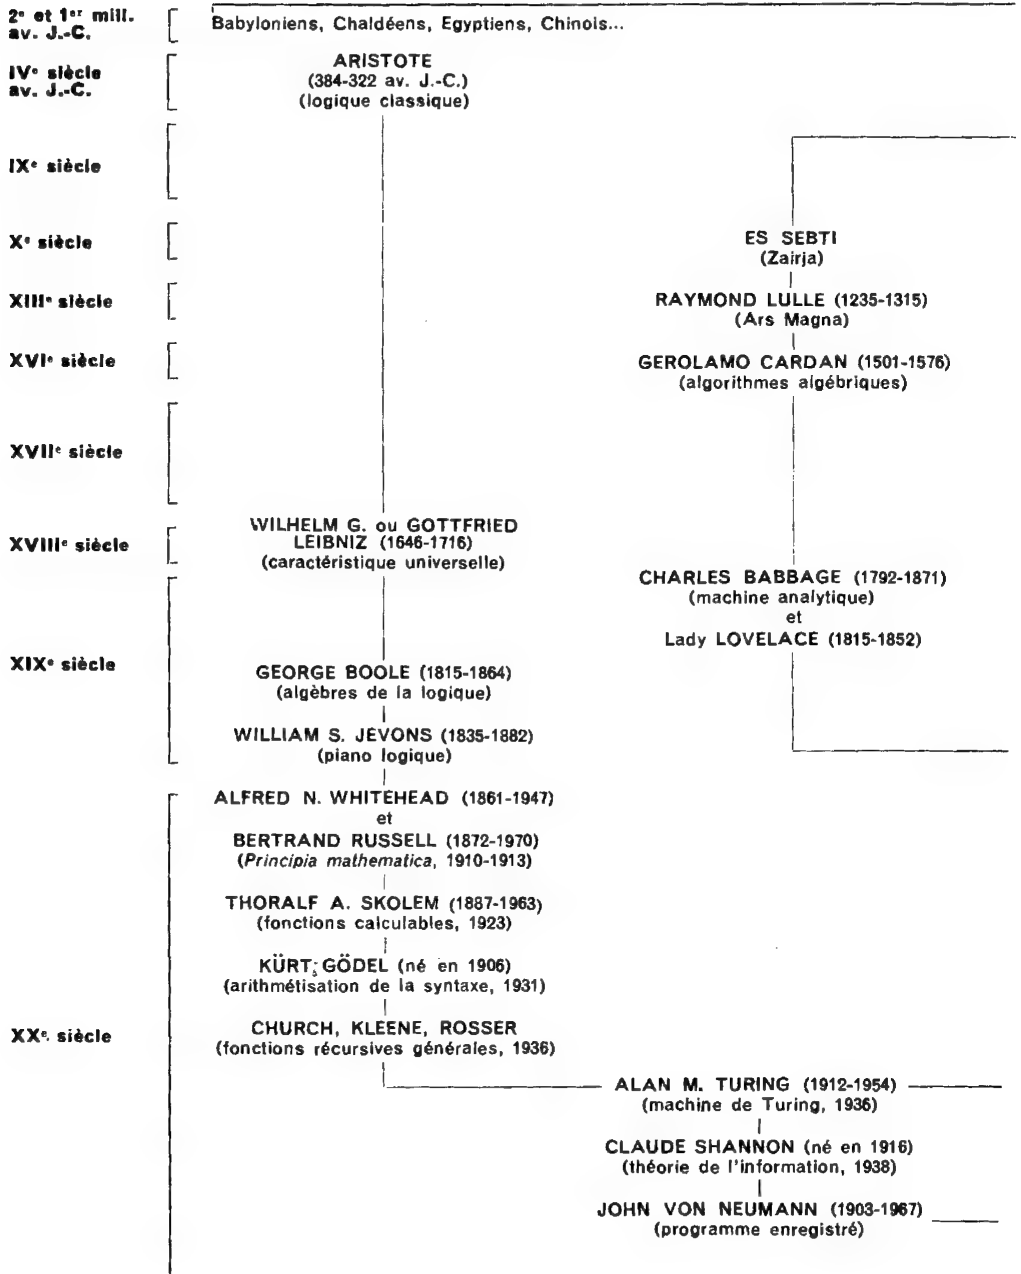 2e et 1er mill.
av. J.-C.
Babyloniens, Chaldéens, Egyptiens, Chinois...
IVe siècle
av. J.-C.
ARISTOTE
(384-322 av. J.-C.)
(logique classique)
IXe siècle
Xe siècle
ES SEBTI
(Zairja)
XIIIe siècle
RAYMOND LULLE (1235-1315)
(Ars Magna)
XVIe siècle
GEROLAMO CARDAN (1501-1576)
(algorithmes algébriques)
XVIIe siècle
XVIIIe siècle
WILHELM G. ou GOTTFRIED
LEIBNIZ (1646-1716)
(caractéristique universelle)
CHARLES BABBAGE (1792-1871)
(machine analytique)
et
Lady LOVELACE (1815-1852)
XIXe siècle
GEORGE BOOLE (1815-1864)
(algèbres de la logique)
WILLIAM S. JEVONS (1835-1882)
(piano logique)
ALFRED N. WHITEHEAD (1861-1947)
et
BERTRAND RUSSELL (1872-1970)
(Principia mathematica, 1910-1913)
THORALF A. SKOLEM (1887-1963)
(fonctions calculables, 1923)
KÜRT GÖDEL (né en 1906)
(arithmétisation de la syntaxe, 1931)
XXe siècle
CHURCH, KLEENE, ROSSER
(fonctions récursives générales, 1936)
ALAN M. TURING (1912-1954)
(machine de Turing, 1936)
CLAUDE SHANNON (né en 1916)
(théorie de l'information, 1938)
JOHN VON NEUMANN (1903-1967)
(programme enregistré)